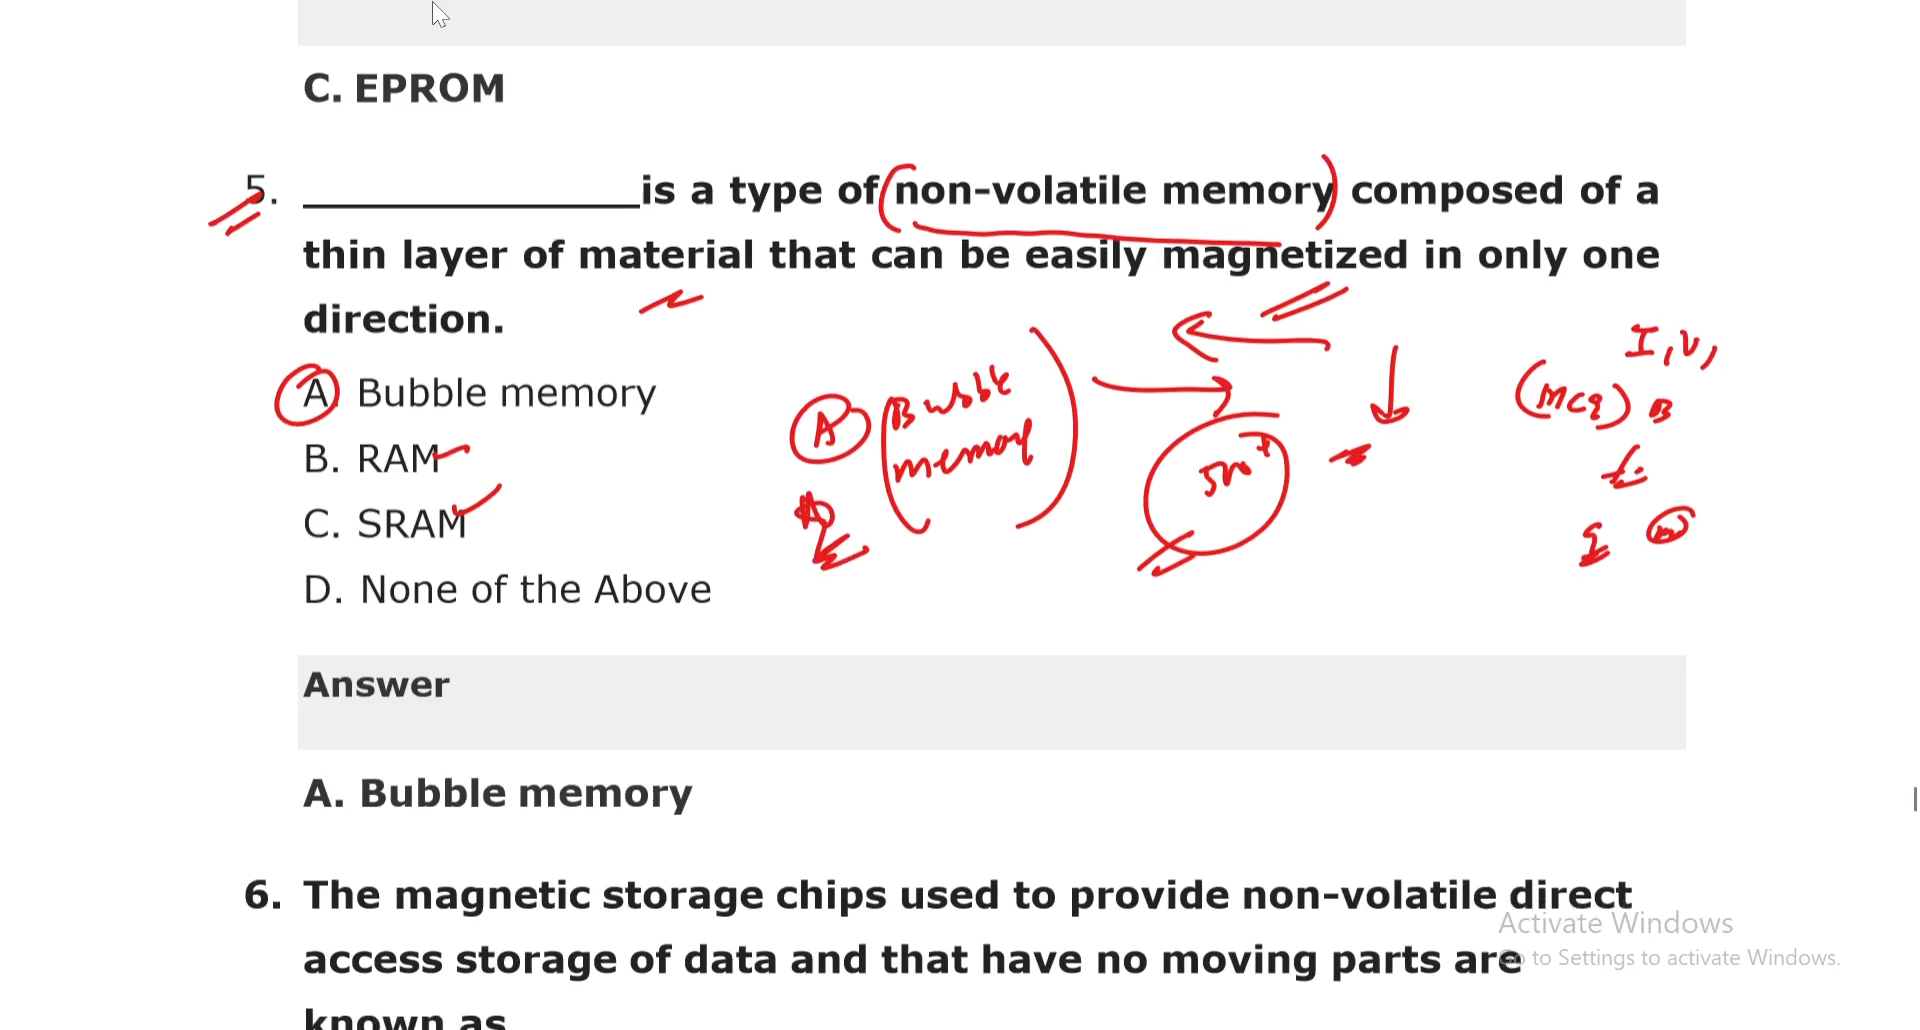 C. EPROM
5. ________________is a type of non-volatile memory composed of a
thin layer of material that can be easily magnetized in only one
direction.
A. Bubble memory
B. RAM
C. SRAM
D. None of the Above
A
Bubble
memory
I, V,
(mcq) B
Answer
A. Bubble memory
6. The magnetic storage chips used to provide non-volatile direct
access storage of data and that have no moving parts are
known as
Activate Windows
Go to Settings to activate Windows.